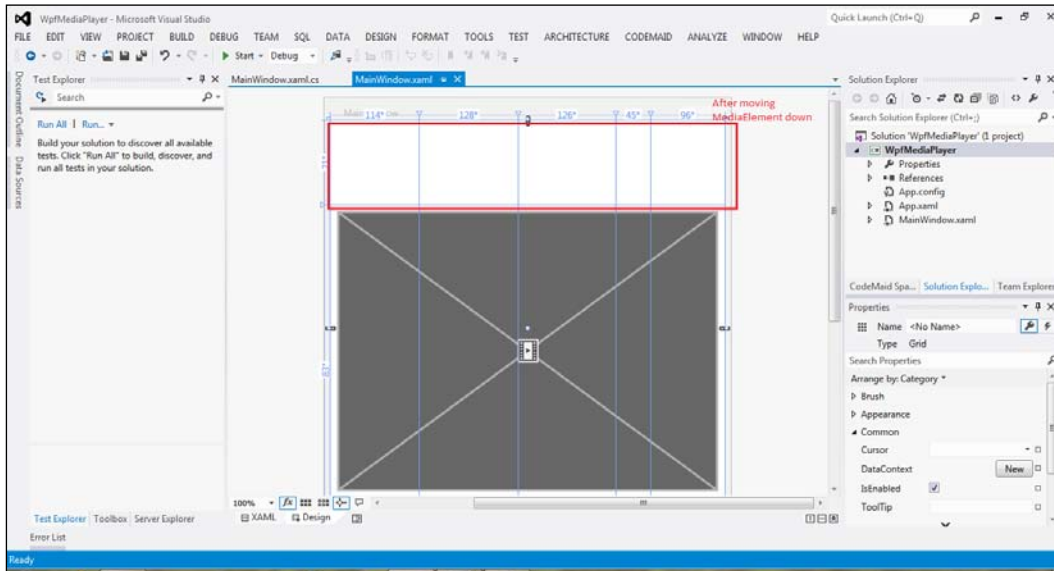 WpfMediaPlayer - Microsoft Visual Studio
Quick Launch (Ctrl+Q)
FILE EDIT VIEW PROJECT BUILD DEBUG TEAM SQL DATA DESIGN FORMAT TOOLS TEST ARCHITECTURE CODEMAID ANALYZE WINDOW HELP
Start - Debug
Document Outline
Data Sources
Test Explorer
Search
Run All | Run...
Build your solution to discover all available
tests. Click "Run All" to build, discover, and
run all tests in your solution.
MainWindow.xaml.cs
MainWindow.xaml
114* 128* 126* 45* 96*
After moving
MediaElement down
21*
83*
100%
XAML
Design
Test Explorer Toolbox Server Explorer
Error List
Ready
Solution Explorer
Search Solution Explorer (Ctrl+;)
Solution 'WpfMediaPlayer' (1 project)
WpfMediaPlayer
Properties
References
App.config
App.xaml
MainWindow.xaml
CodeMaid Spa... Solution Explo... Team Explorer
Properties
Name <No Name>
Type Grid
Search Properties
Arrange by: Category
Brush
Appearance
Common
Cursor
DataContext New
IsEnabled
ToolTip